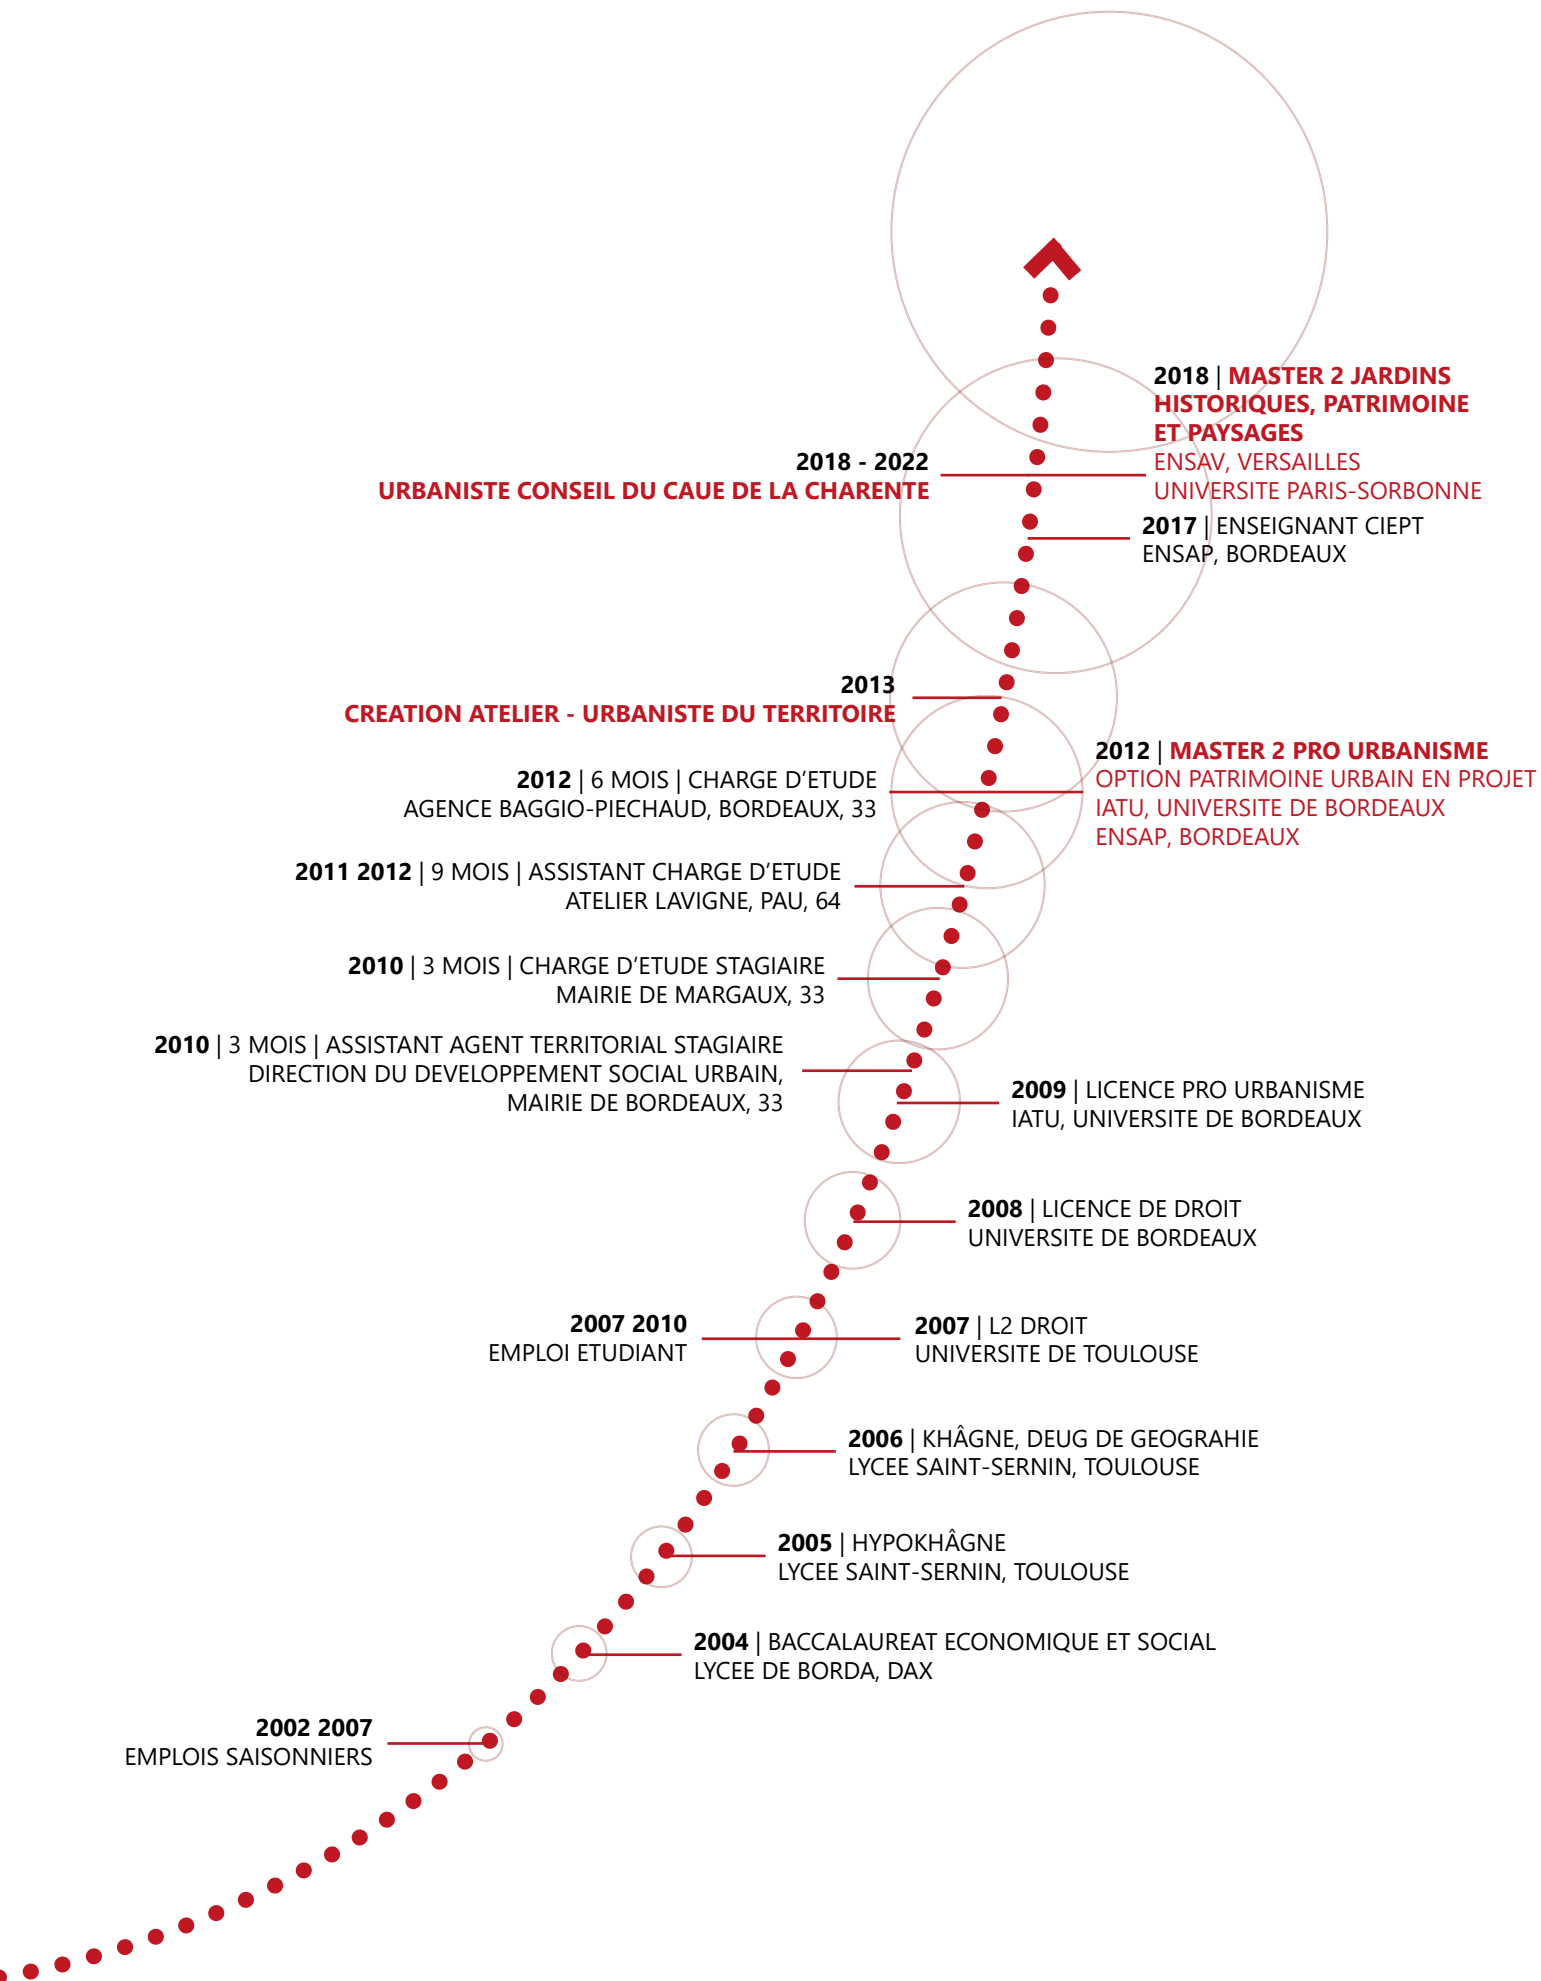 2018 | MASTER 2 JARDINS
HISTORIQUES, PATRIMOINE
ET PAYSAGES
ENSAV, VERSAILLES
UNIVERSITE PARIS-SORBONNE
2018 - 2022
URBANISTE CONSEIL DU CAUE DE LA CHARENTE
2017 | ENSEIGNANT CIEPT
ENSAP, BORDEAUX
2013
CREATION ATELIER - URBANISTE DU TERRITOIRE
2012 | MASTER 2 PRO URBANISME
OPTION PATRIMOINE URBAIN EN PROJET
IATU, UNIVERSITE DE BORDEAUX
ENSAP, BORDEAUX
2012 | 6 MOIS | CHARGE D'ETUDE
AGENCE BAGGIO-PIECHAUD, BORDEAUX, 33
2011 2012 | 9 MOIS | ASSISTANT CHARGE D'ETUDE
ATELIER LAVIGNE, PAU, 64
2010 | 3 MOIS | CHARGE D'ETUDE STAGIAIRE
MAIRIE DE MARGAUX, 33
2010 | 3 MOIS | ASSISTANT AGENT TERRITORIAL STAGIAIRE
DIRECTION DU DEVELOPPEMENT SOCIAL URBAIN,
MAIRIE DE BORDEAUX, 33
2009 | LICENCE PRO URBANISME
IATU, UNIVERSITE DE BORDEAUX
2008 | LICENCE DE DROIT
UNIVERSITE DE BORDEAUX
2007 2010
EMPLOI ETUDIANT
2007 | L2 DROIT
UNIVERSITE DE TOULOUSE
2006 | KHÂGNE, DEUG DE GEOGRAHIE
LYCEE SAINT-SERNIN, TOULOUSE
2005 | HYPOKHÂGNE
LYCEE SAINT-SERNIN, TOULOUSE
2004 | BACCALAUREAT ECONOMIQUE ET SOCIAL
LYCEE DE BORDA, DAX
2002 2007
EMPLOIS SAISONNIERS